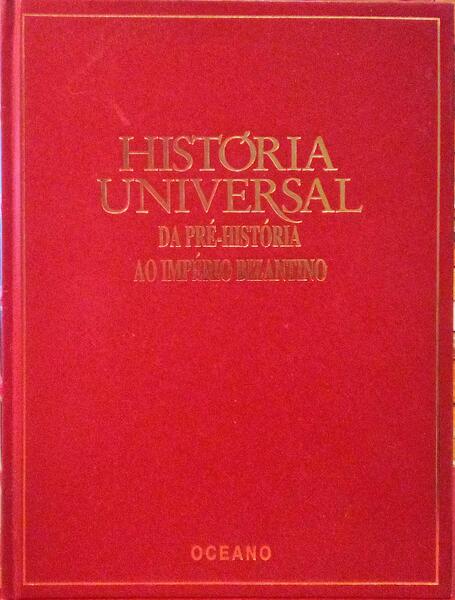 HISTÓRIA
UNIVERSAL
DA PRÉ-HISTÓRIA
AO IMPÉRIO BIZANTINO
OCEANO